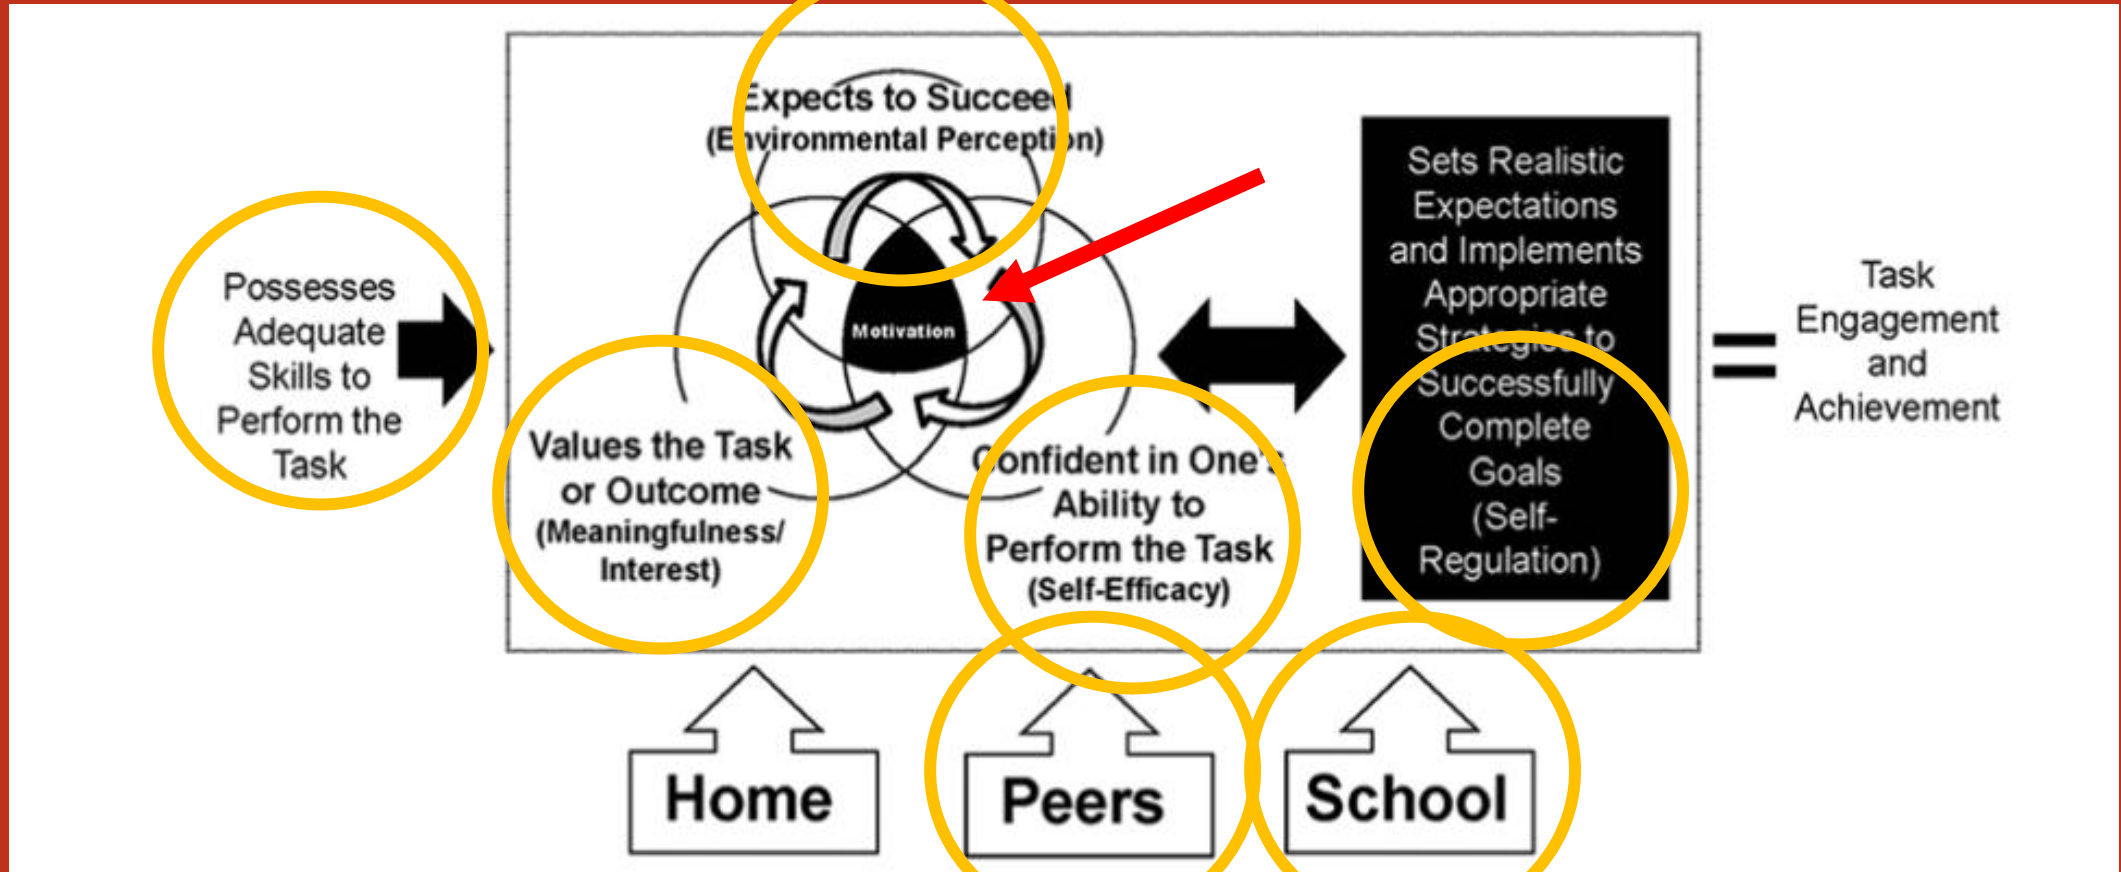 Possesses
Adequate
Skills to
Perform the
Task
Expects to Succeed
(Environmental Perception)
Motivation
Values the Task
or Outcome
(Meaningfulness/
Interest)
Confident in One's
Ability to
Perform the Task
(Self-Efficacy)
Sets Realistic
Expectations
and Implements
Appropriate
Strategies to
Successfully
Complete
Goals
(Self-
Regulation)
Task
Engagement
and
Achievement
Home
Peers
School